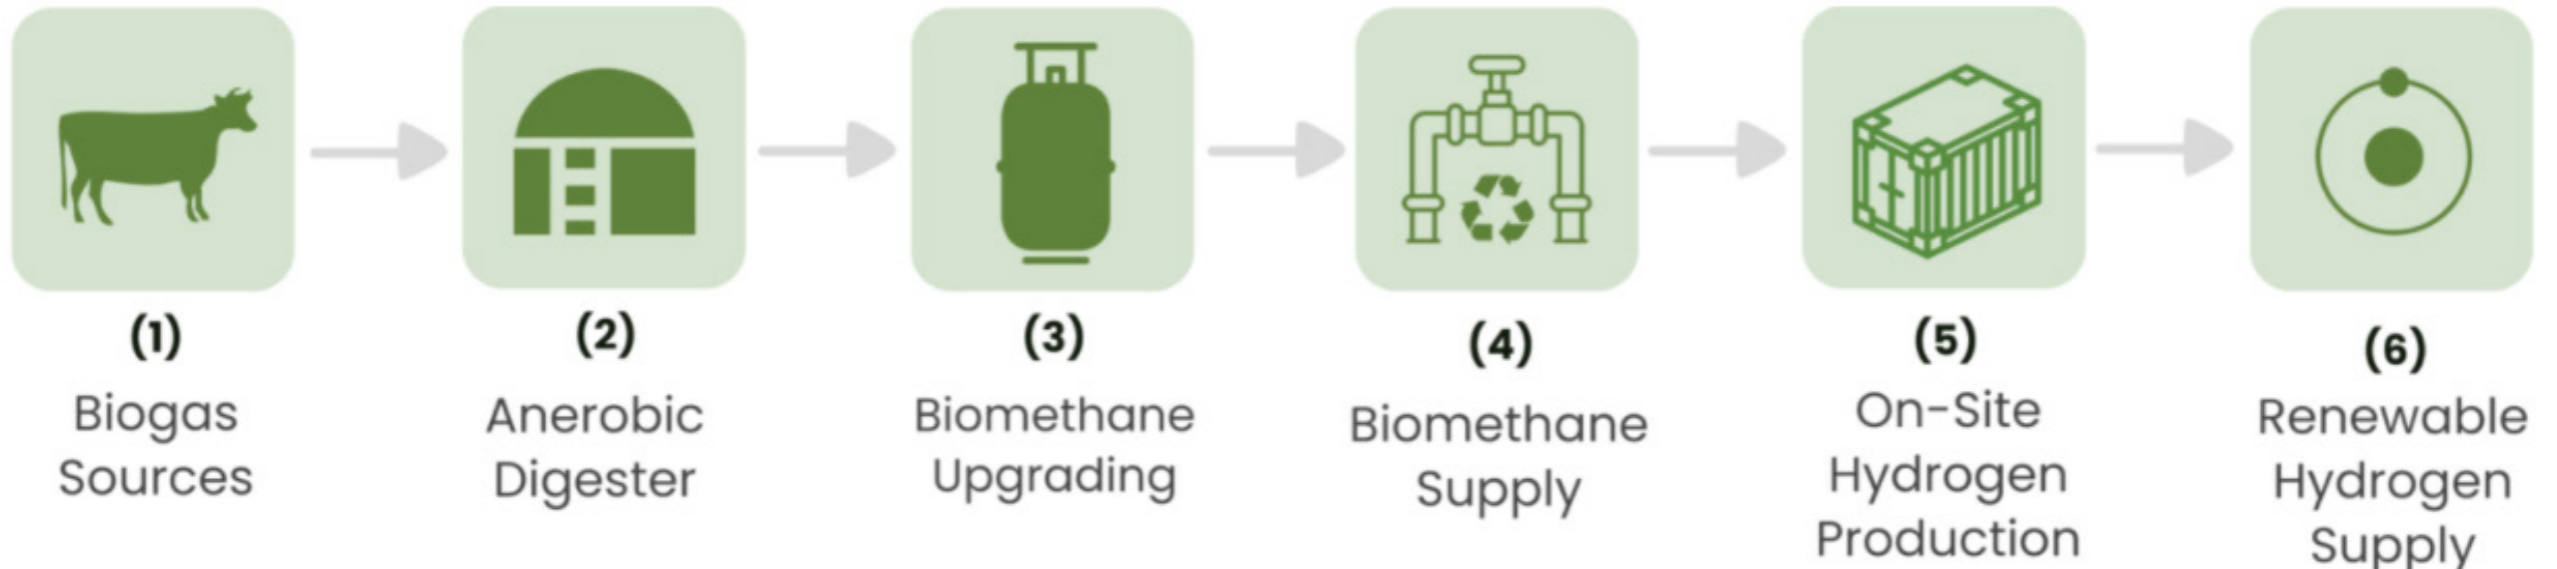 (1)
Biogas
Sources
(2)
Anerobic
Digester
(3)
Biomethane
Upgrading
(4)
Biomethane
Supply
(5)
On-Site
Hydrogen
Production
(6)
Renewable
Hydrogen
Supply